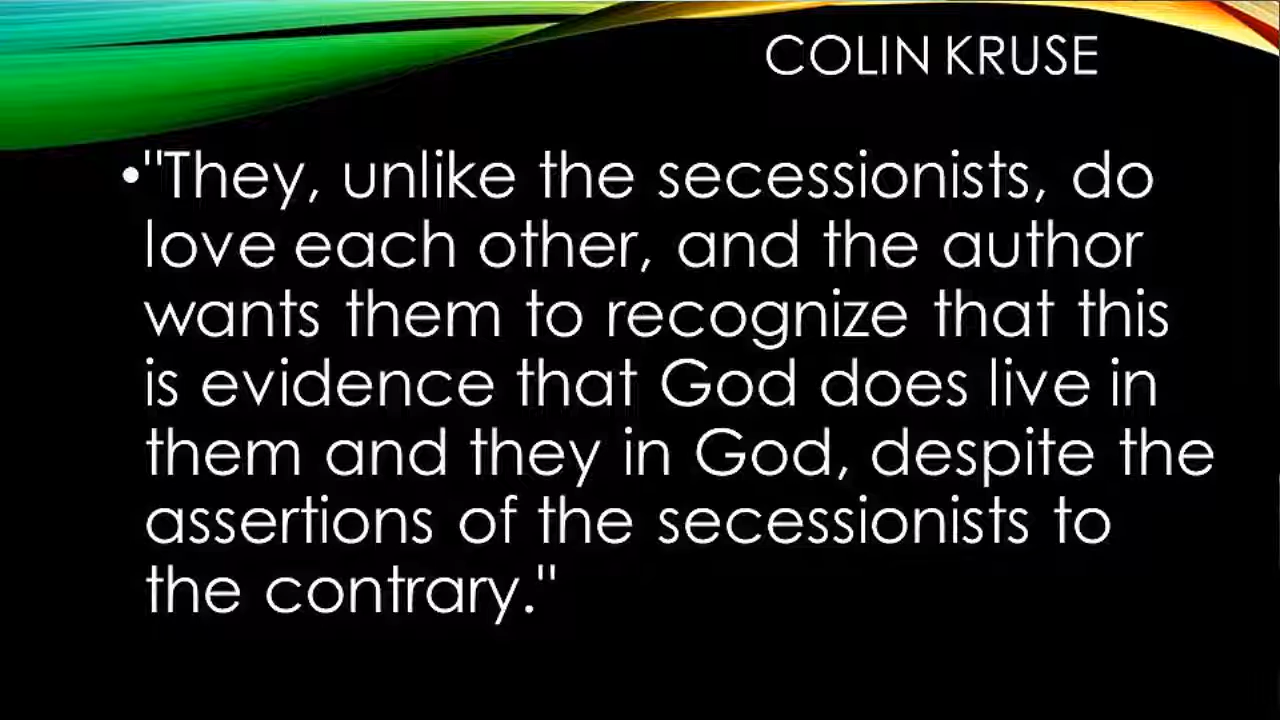 COLIN KRUSE
•"They, unlike the secessionists, do
love each other, and the author
wants them to recognize that this
is evidence that God does live in
them and they in God, despite the
assertions of the secessionists to
the contrary."